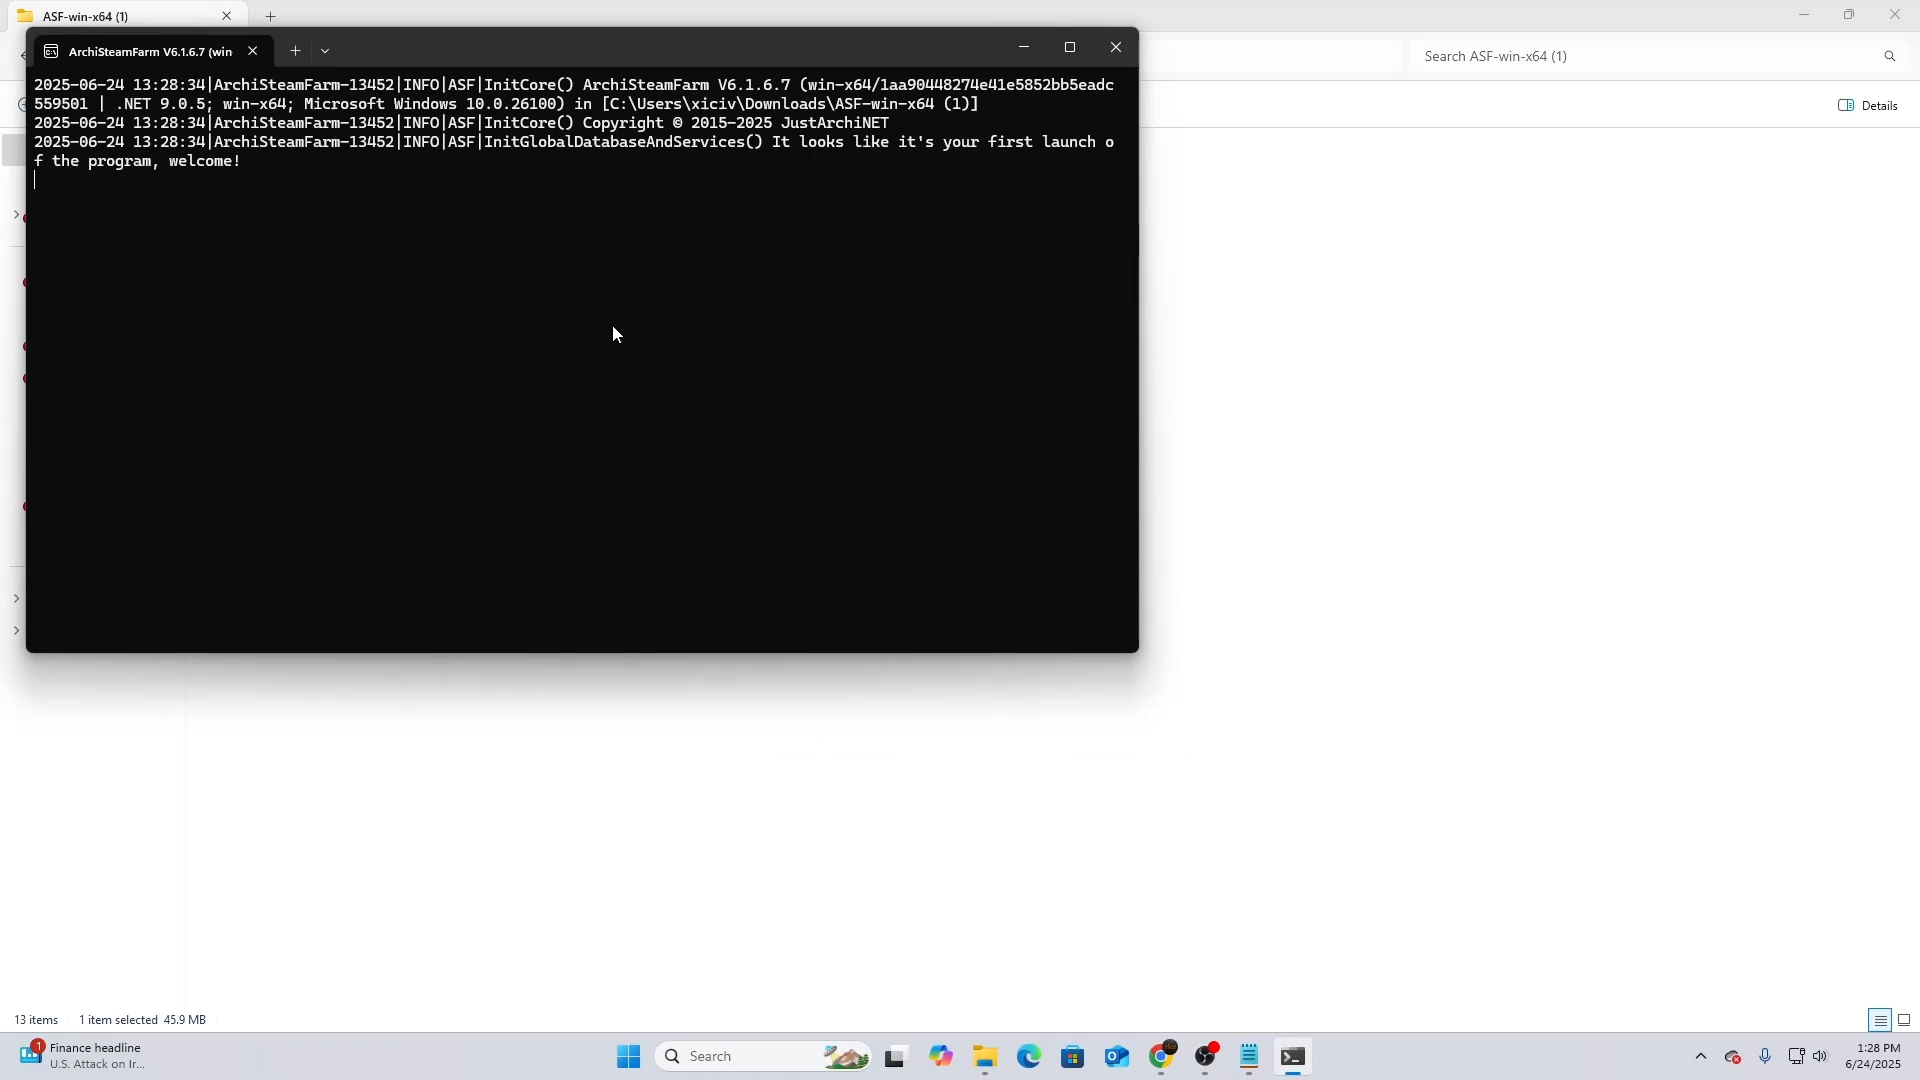 ASF-win-x64 (1)
ArchiSteamFarm V6.1.6.7 (win-
Search ASF-win-x64 (1)
Details
2025-06-24 13:28:34|ArchiSteamFarm-13452|INFO|ASF|InitCore() ArchiSteamFarm V6.1.6.7 (win-x64/1aa90448274e41e5852bb5eadc
559501 | .NET 9.0.5; win-x64; Microsoft Windows 10.0.26100) in [C:\Users\xiciv\Downloads\ASF-win-x64 (1)]
2025-06-24 13:28:34|ArchiSteamFarm-13452|INFO|ASF|InitCore() Copyright © 2015-2025 JustArchiNET
2025-06-24 13:28:34|ArchiSteamFarm-13452|INFO|ASF|InitGlobalDatabaseAndServices() It looks like it's your first launch o
f the program, welcome!
13 items 1 item selected 45.9 MB
1
Finance headline
U.S. Attack on Ir...
Search
1:28 PM
6/24/2025